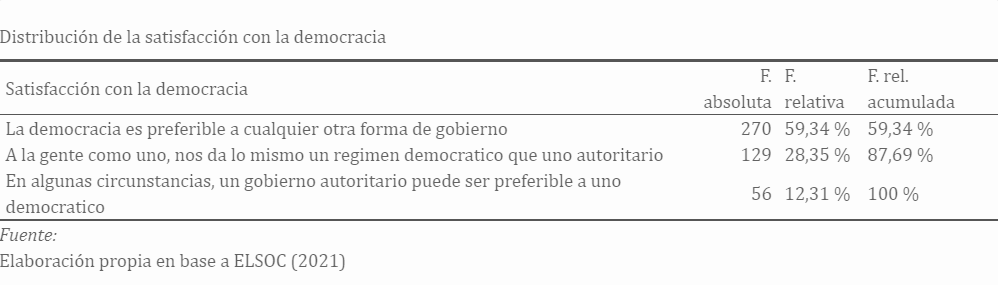 Distribución de la satisfacción con la democracia
Satisfacción con la democracia F. absoluta F. relativa F. rel. acumulada
La democracia es preferible a cualquier otra forma de gobierno 270 59,34 % 59,34 %
A la gente como uno, nos da lo mismo un regimen democratico que uno autoritario 129 28,35 % 87,69 %
En algunas circunstancias, un gobierno autoritario puede ser preferible a uno
democratico 56 12,31 % 100 %
Fuente:
Elaboración propia en base a ELSOC (2021)